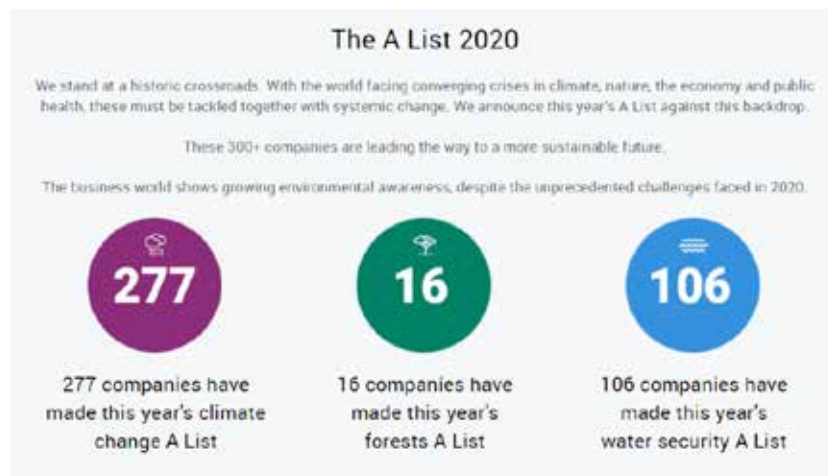 The A List 2020
We stand at a historic crossroads. With the world facing converging crises in climate, nature, the economy and public
health, these must be tackled together with systemic change. We announce this year's A List against this backdrop.
These 300+ companies are leading the way to a more sustainable future.
The business world shows growing environmental awareness, despite the unprecedented challenges faced in 2020.
277
16
106
277 companies have
made this year's climate
change A List
16 companies have
made this year's
forests A List
106 companies have
made this year's
water security A List